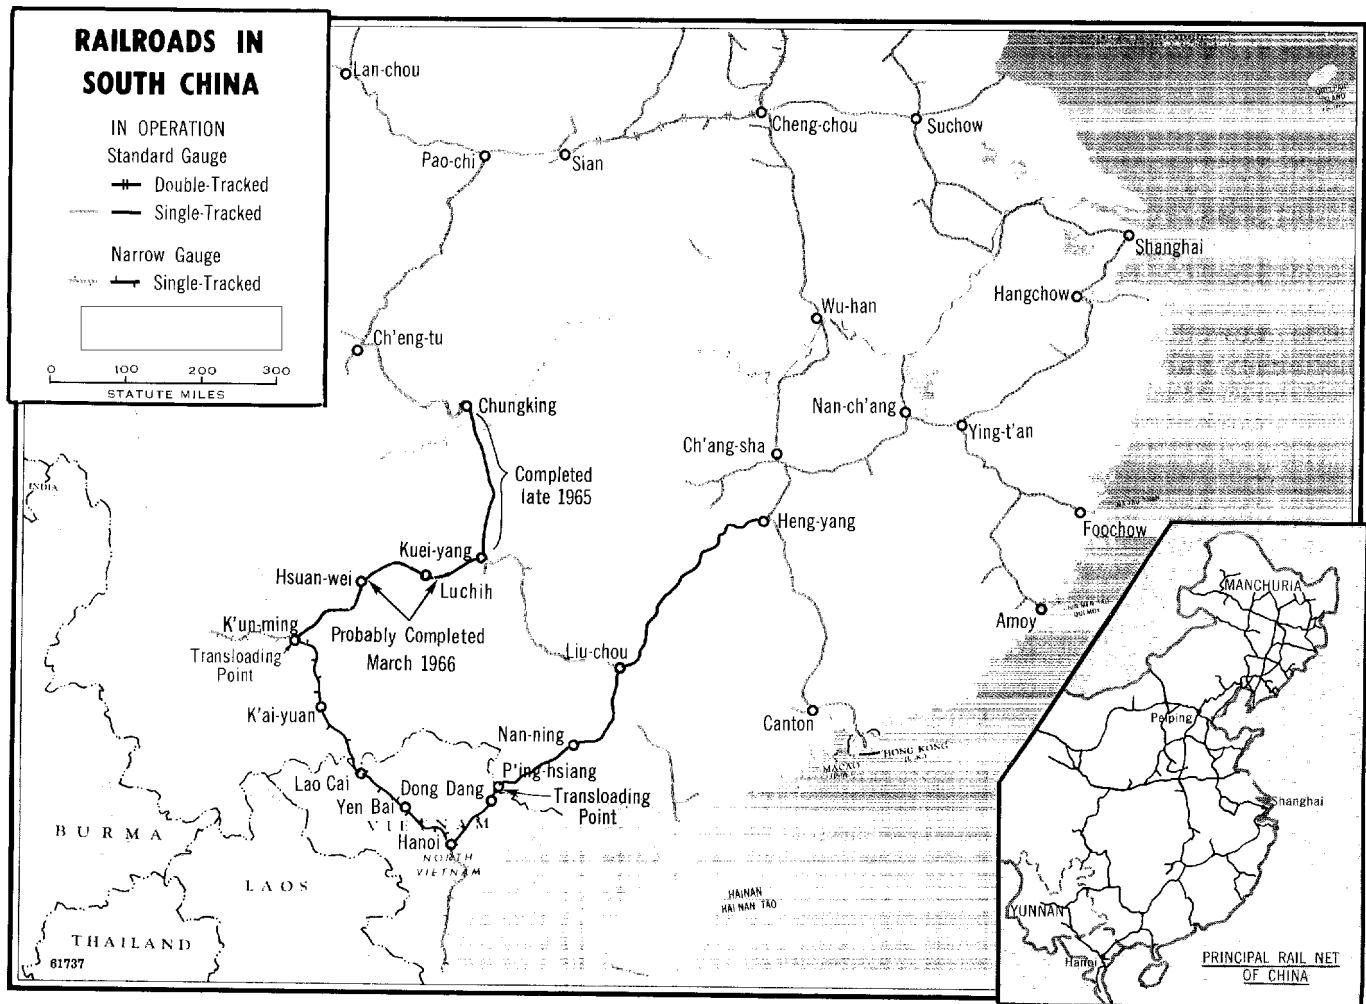 RAILROADS IN
SOUTH CHINA
IN OPERATION
Standard Gauge
Double-Tracked
Single-Tracked
Narrow Gauge
Single-Tracked
0 100 200 300
STATUTE MILES
Lan-chou
Pao-chi
Sian
Cheng-chou
Suchow
Shanghai
Hangchow
Wu-han
Ch'eng-tu
Chungking
Nan-ch'ang
Ying-t'an
Ch'ang-sha
Completed
late 1965
INDIA
Heng-yang
Foochow
Kuei-yang
Hsuan-wei
Luchih
K'un-ming
Transloading
Point
Probably Completed
March 1966
Amoy
Liu-chou
K'ai-yuan
Canton
Nan-ning
HONG KONG
(U.K.)
MACAO
P'ing-hsiang
Lao Cai
Dong Dang
Transloading
Point
Yen Bai
VIETNAM
Hanoi
NORTH
VIETNAM
BURMA
LAOS
THAILAND
HAINAN
HAI NAN TAO
61737
MANCHURIA
Peiping
Shanghai
YUNNAN
Hanoi
PRINCIPAL RAIL NET
OF CHINA